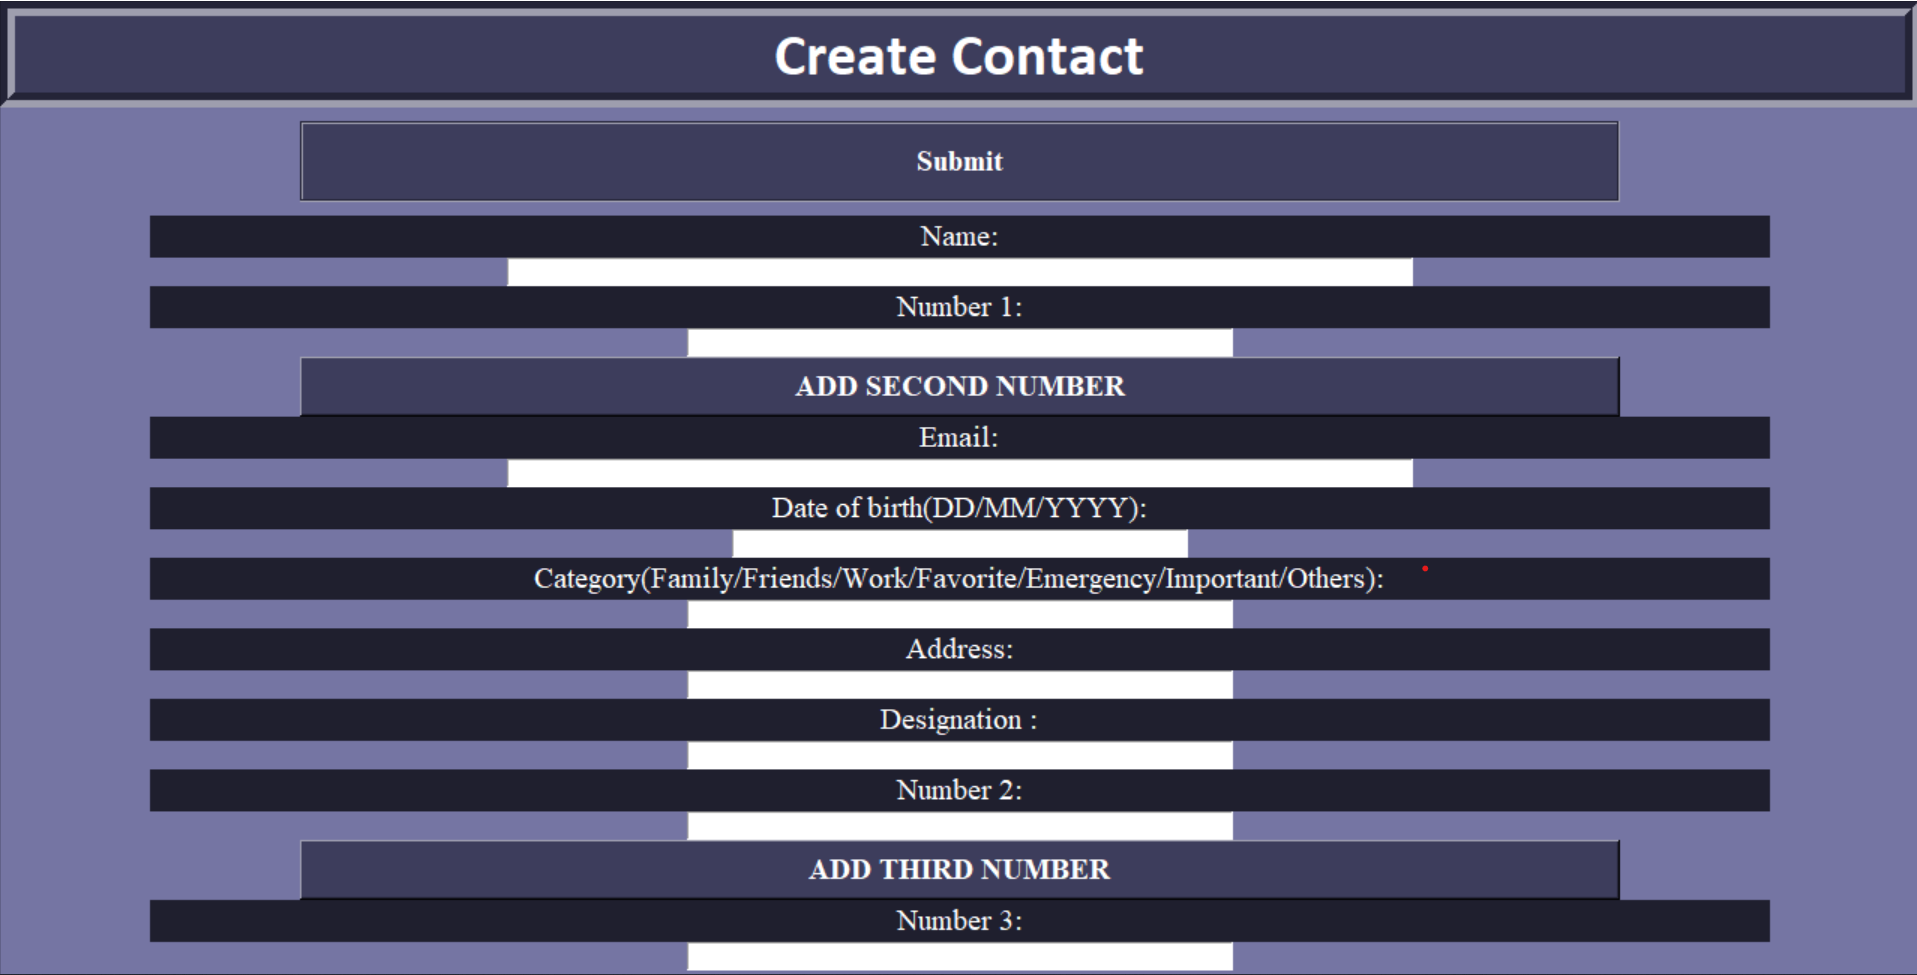 Create Contact
Submit
Name:
Number 1:
ADD SECOND NUMBER
Email:
Date of birth(DD/MM/YYYY):
Category(Family/Friends/Work/Favorite/Emergency/Important/Others):
Address:
Designation :
Number 2:
ADD THIRD NUMBER
Number 3: